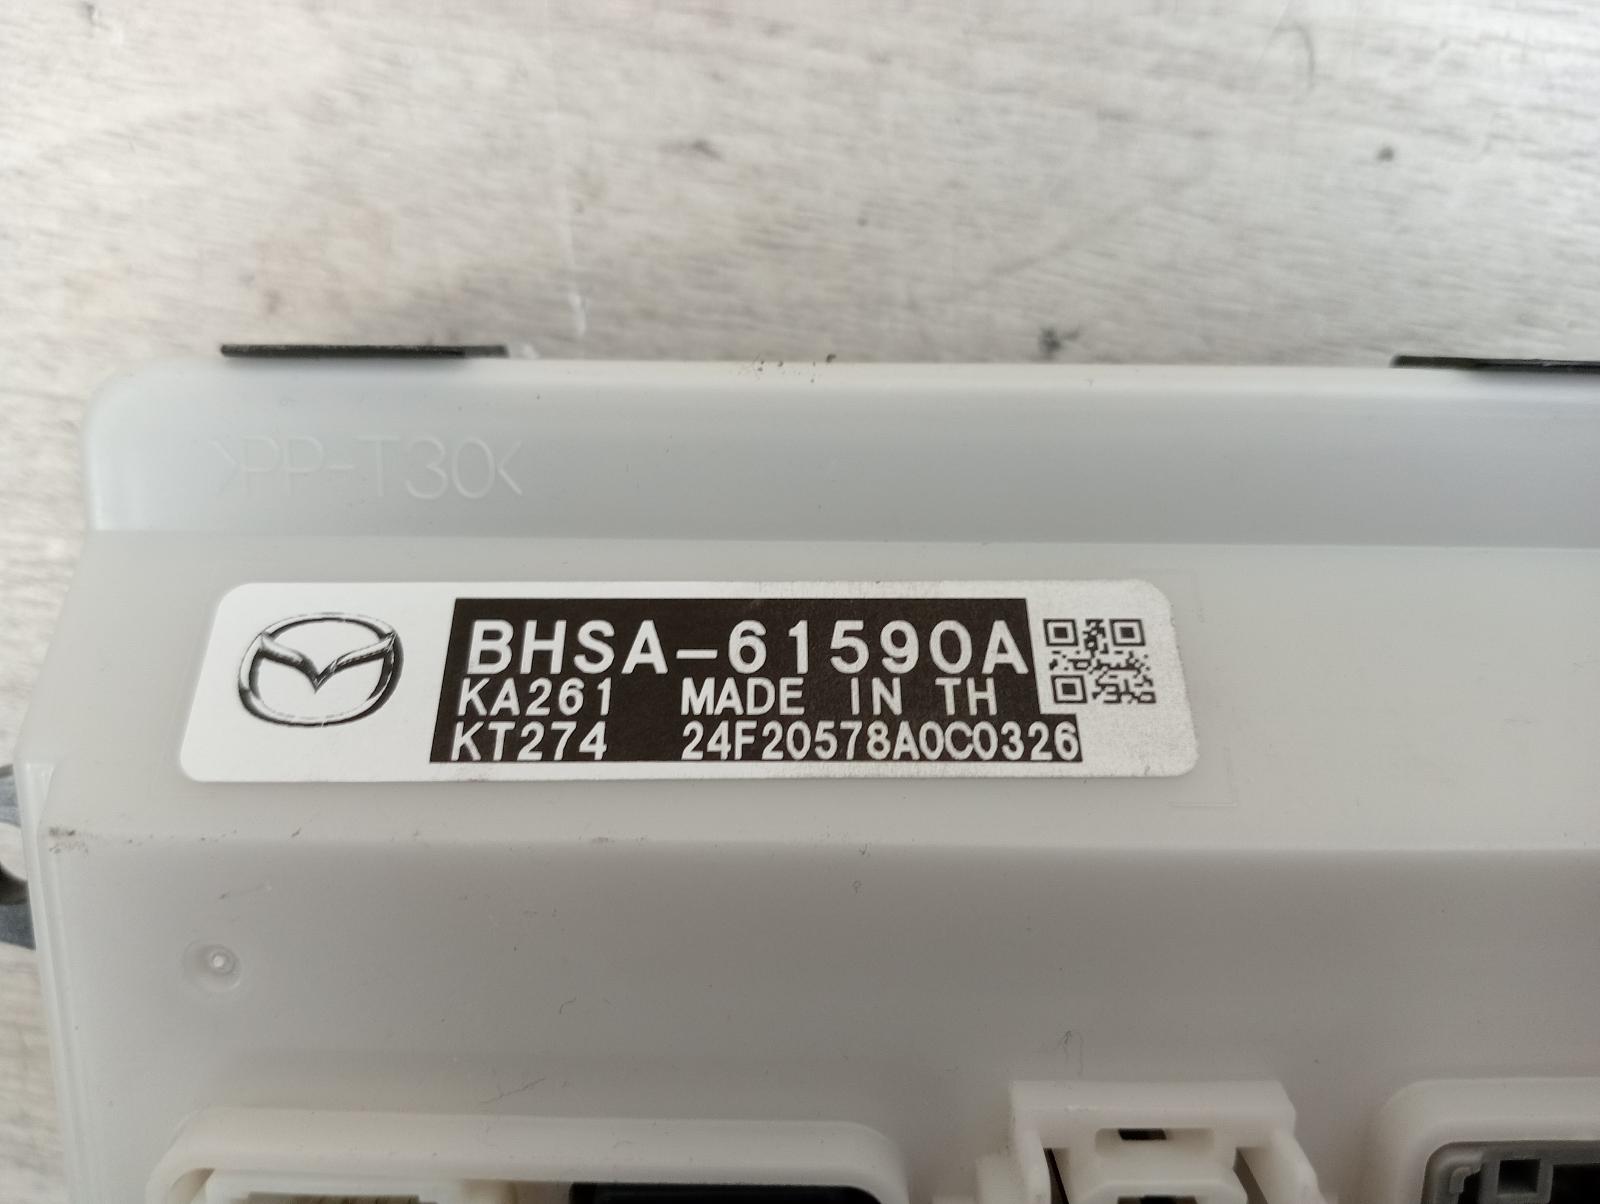 >PP-T30<
BHSA-61590A
KA261 MADE IN TH
KT274 24F20578A0C0326